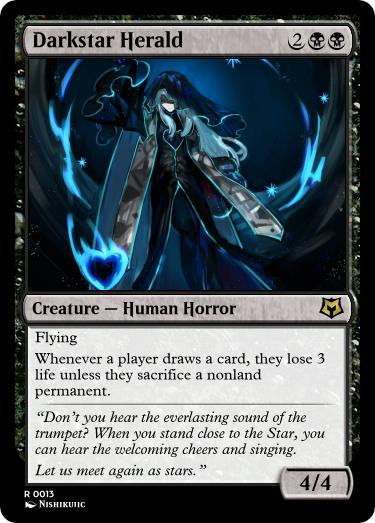 Darkstar Herald 2
Creature — Human Horror
Flying
Whenever a player draws a card, they lose 3
life unless they sacrifice a nonland
permanent.
“Don’t you hear the everlasting sound of the
trumpet? When you stand close to the Star, you
can hear the welcoming cheers and singing.
Let us meet again as stars.”
4/4
R 0013
Nishikujic